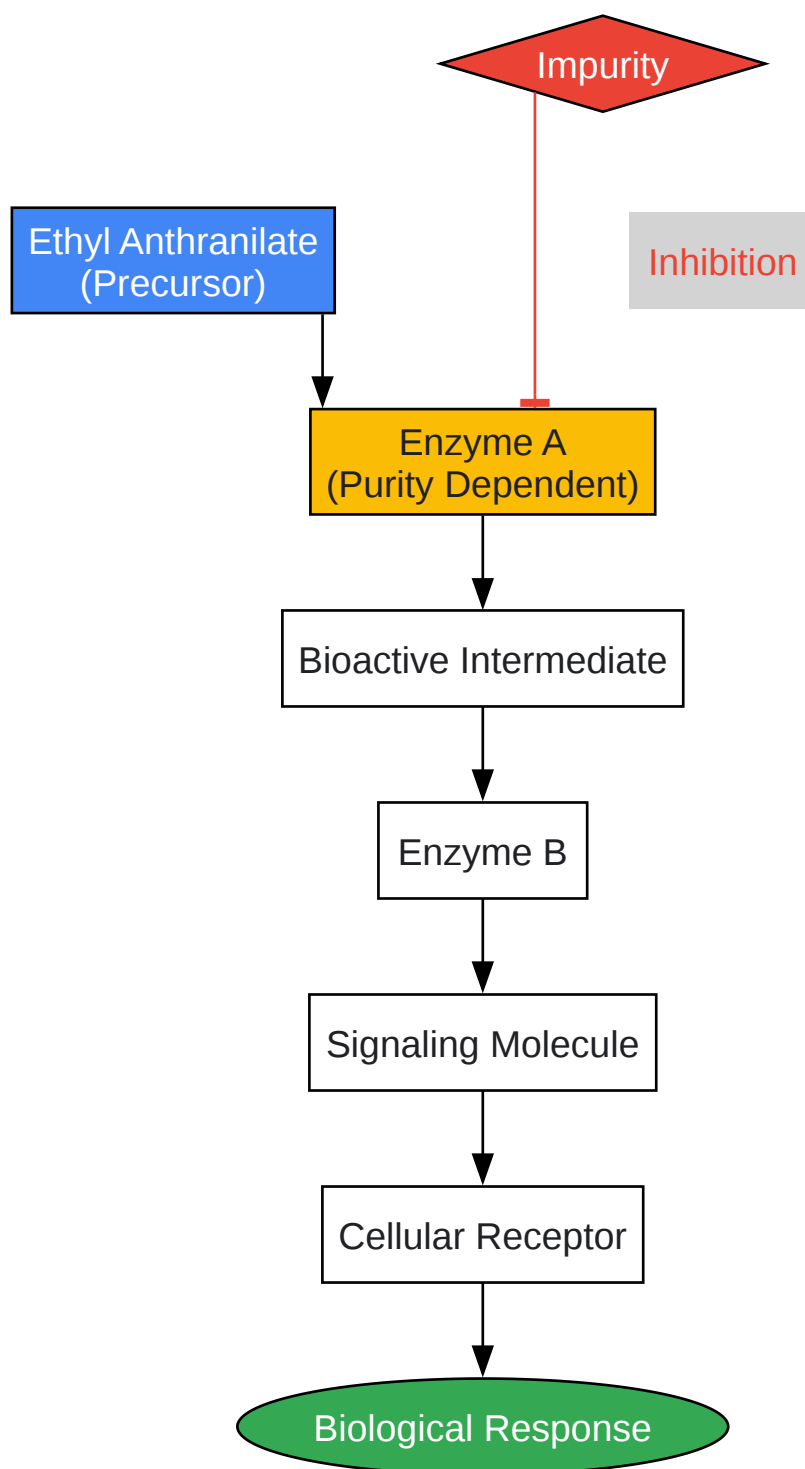 Impurity
Ethyl Anthranilate
(Precursor)
Inhibition
Enzyme A
(Purity Dependent)
Bioactive Intermediate
Enzyme B
Signaling Molecule
Cellular Receptor
Biological Response